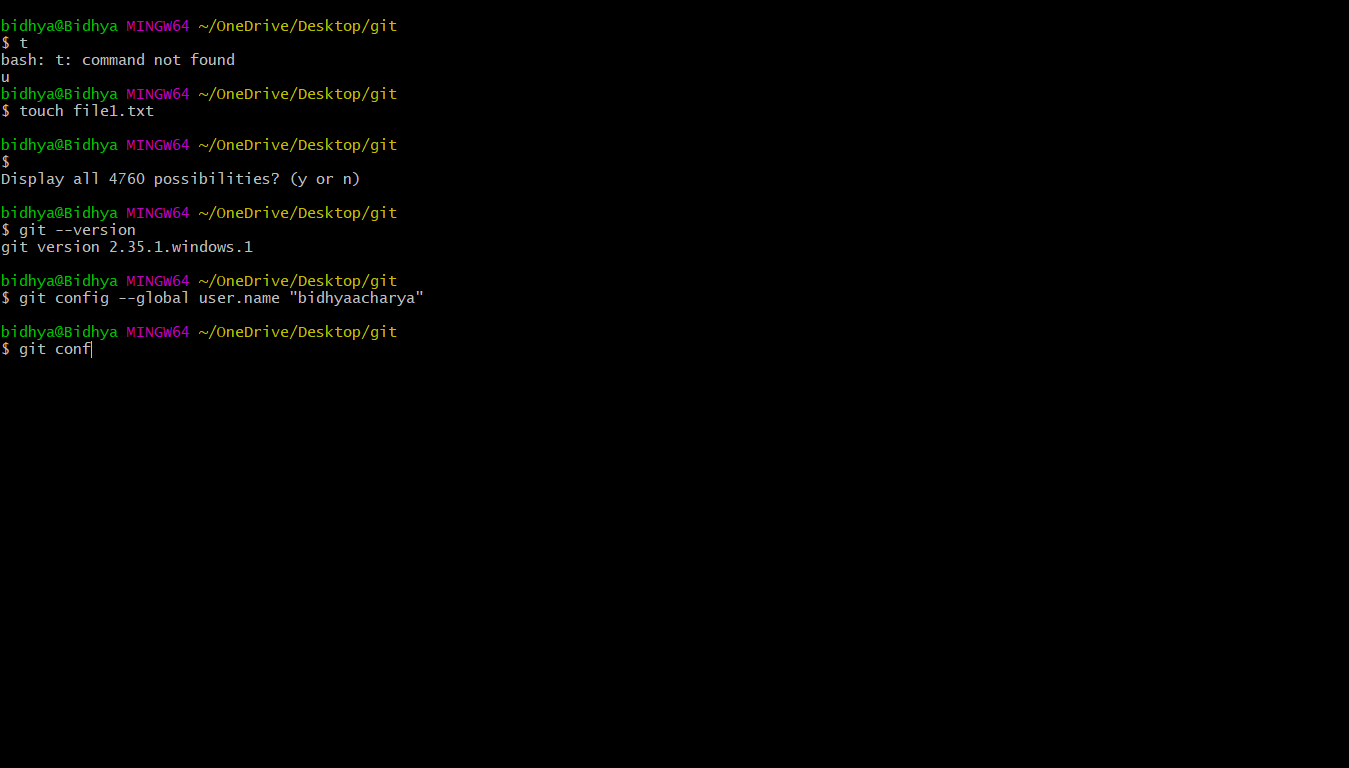 bidhya@Bidhya MINGW64 ~/OneDrive/Desktop/git
$ t
bash: t: command not found
u
bidhya@Bidhya MINGW64 ~/OneDrive/Desktop/git
$ touch file1.txt
bidhya@Bidhya MINGW64 ~/OneDrive/Desktop/git
$
Display all 4760 possibilities? (y or n)
bidhya@Bidhya MINGW64 ~/OneDrive/Desktop/git
$ git --version
git version 2.35.1.windows.1
bidhya@Bidhya MINGW64 ~/OneDrive/Desktop/git
$ git config --global user.name "bidhyaacharya"
bidhya@Bidhya MINGW64 ~/OneDrive/Desktop/git
$ git conf